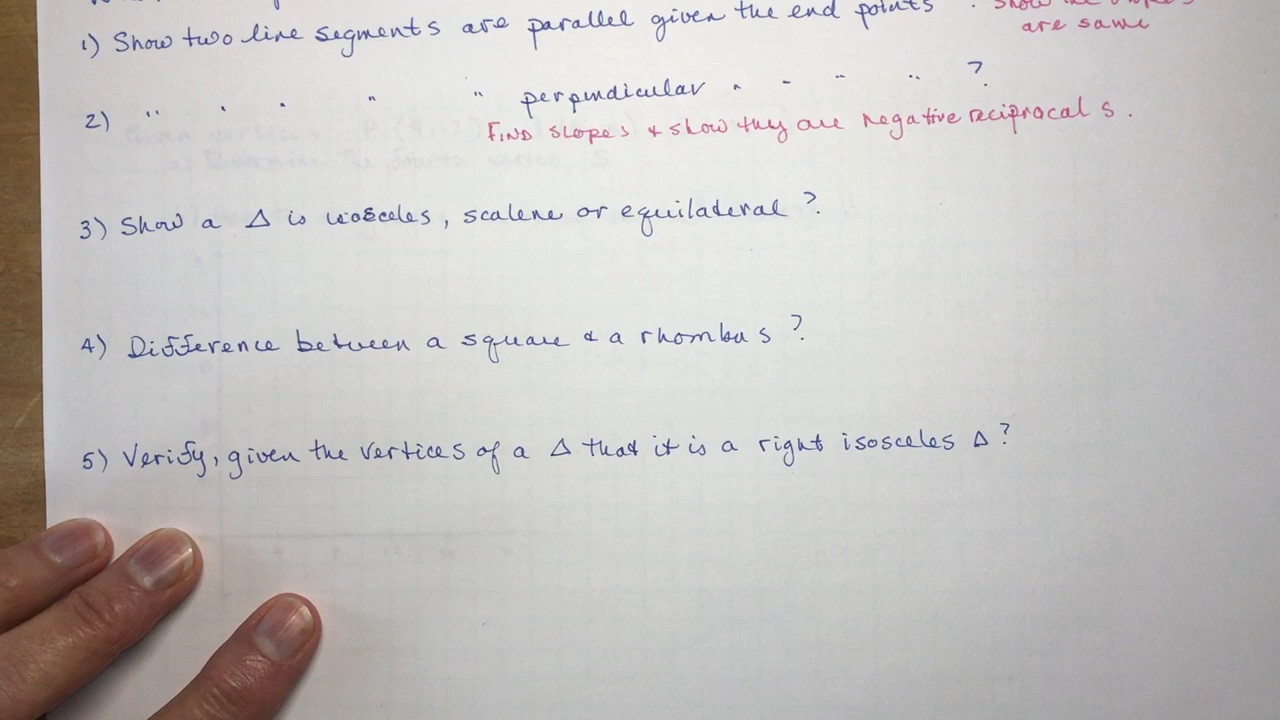 1) Show two line segments are parallel given the end points
are same
2) " " " " " perpendicular " " " " ?
Find slopes & show they are negative reciprocals.
3) Show a Δ is isosceles, scalene or equilateral ?
4) Difference between a square & a rhombus ?
5) Verify, given the vertices of a Δ that it is a right isosceles Δ ?